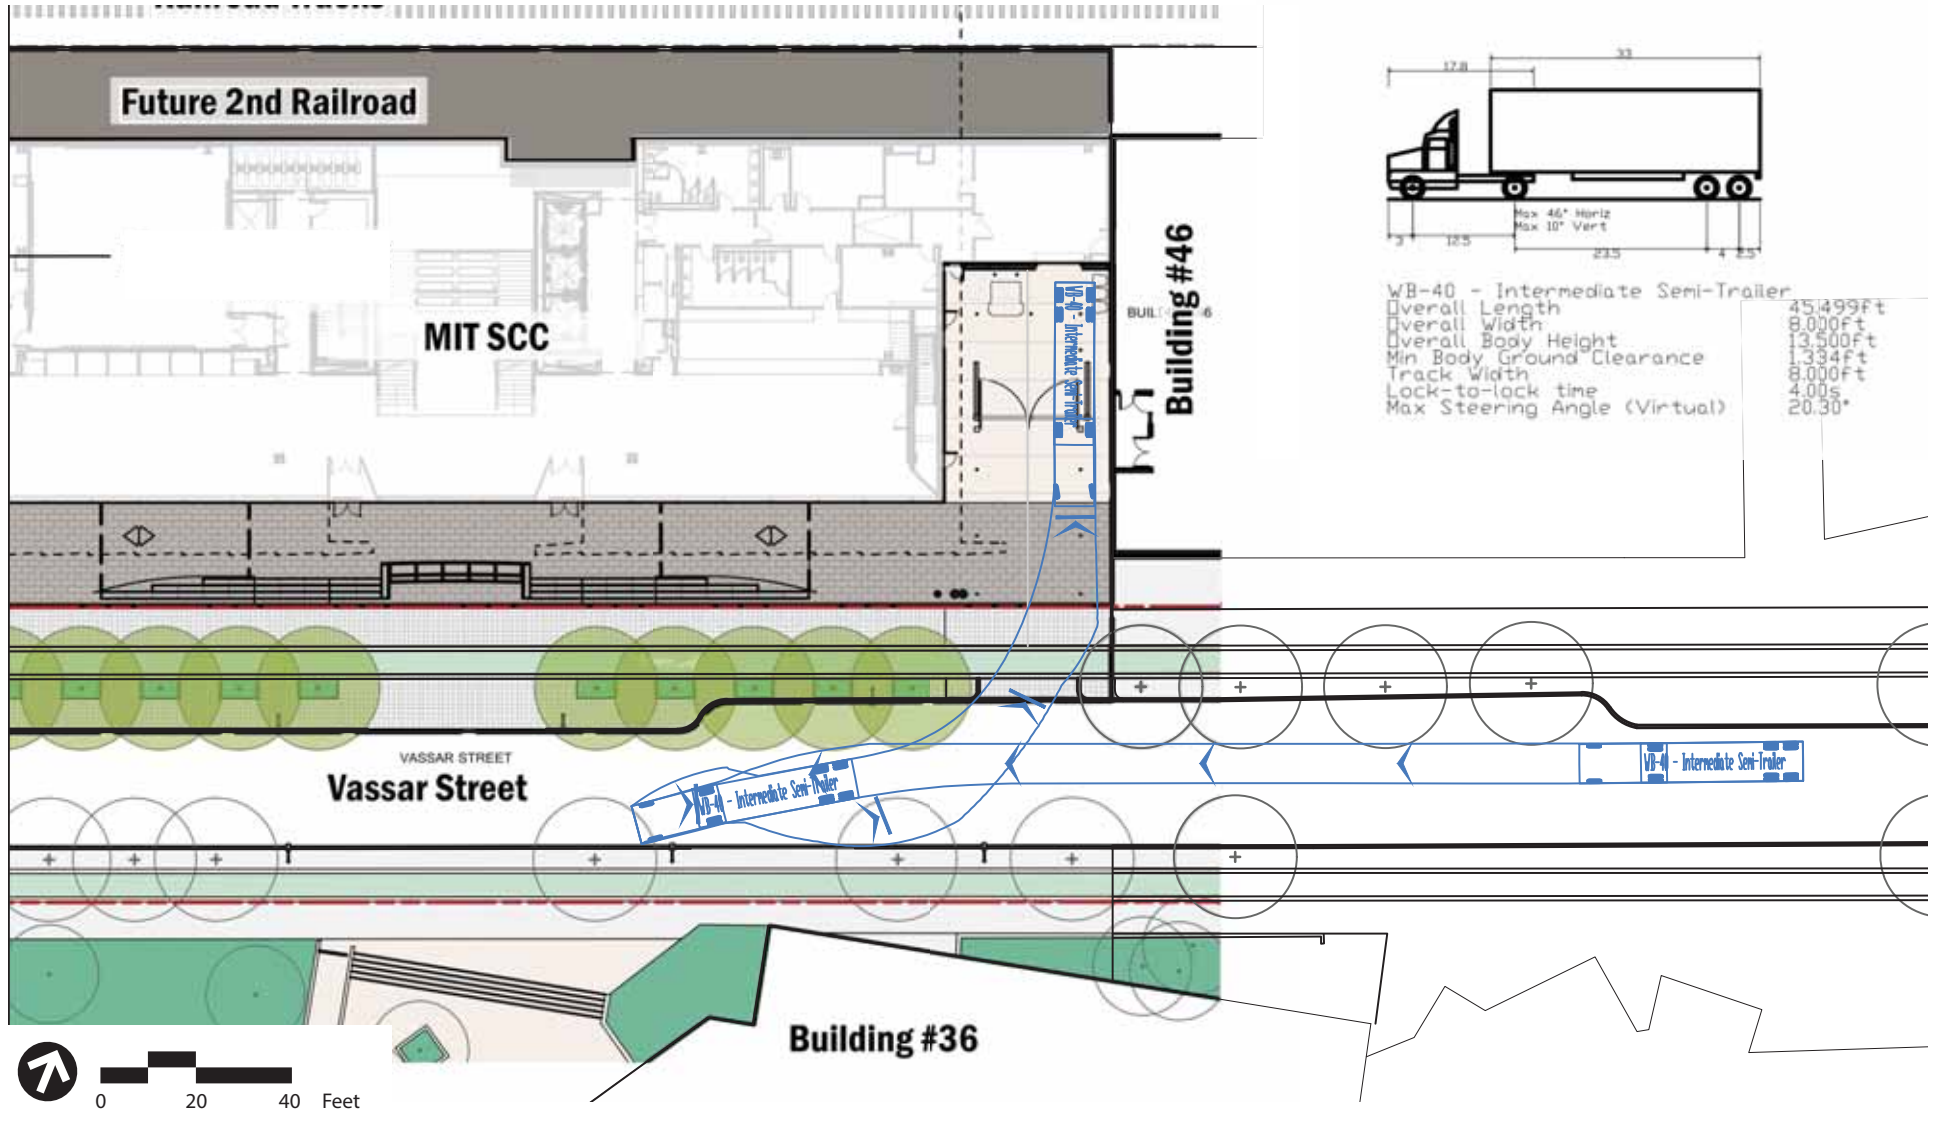 Railroad Tracks
Future 2nd Railroad
MIT SCC
Building #46
BUIL 6
WB-40 - Intermediate Semi-Trailer
17.8
33
Max 46° Horiz
Max 10° Vert
3
12.5
23.5
4
2.5
WB-40 - Intermediate Semi-Trailer
Overall Length 45.499ft
Overall Width 8.000ft
Overall Body Height 13.500ft
Min Body Ground Clearance 1.334ft
Track Width 8.000ft
Lock-to-lock time 4.00s
Max Steering Angle (Virtual) 20.30°
VASSAR STREET
Vassar Street
WB-40 - Intermediate Semi-Trailer
WB-40 - Intermediate Semi-Trailer
Building #36
0 20 40 Feet